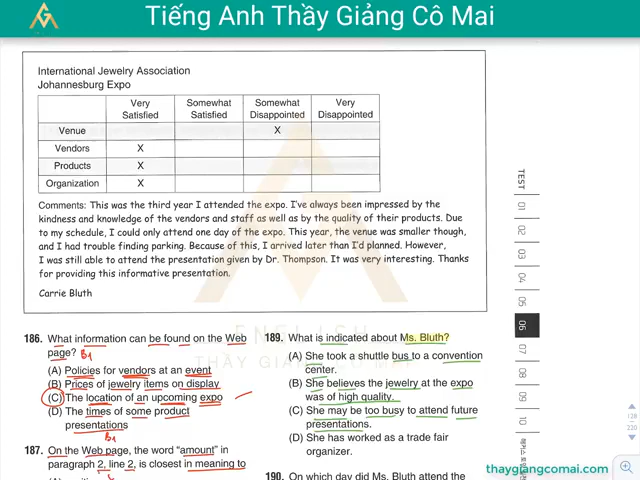 Tiếng Anh Thầy Giảng Cô Mai
International Jewelry Association
Johannesburg Expo
Very Satisfied Somewhat Satisfied Somewhat Disappointed Very Disappointed
Venue X
Vendors X
Products X
Organization X
Comments: This was the third year I attended the expo. I've always been impressed by the
kindness and knowledge of the vendors and staff as well as by the quality of their products. Due
to my schedule, I could only attend one day of the expo. This year, the venue was smaller though,
and I had trouble finding parking. Because of this, I arrived later than I'd planned. However,
I was still able to attend the presentation given by Dr. Thompson. It was very interesting. Thanks
for providing this informative presentation.
Carrie Bluth
186. What information can be found on the Web
page? B1
(A) Policies for vendors at an event
(B) Prices of jewelry items on display
(C) The location of an upcoming expo
(D) The times of some product
presentations
B1
187. On the Web page, the word "amount" in
paragraph 2, line 2, is closest in meaning to
189. What is indicated about Ms. Bluth?
(A) She took a shuttle bus to a convention
center.
(B) She believes the jewelry at the expo
was of high quality.
(C) She may be too busy to attend future
presentations.
(D) She has worked as a trade fair
organizer.
190. On which day did Ms. Bluth attend the
TEST
01
02
03
04
05
06
07
08
09
10
128
220
ENGLISH
THẦY GIẢNG CÔ MAI
thaygiangcomai.com